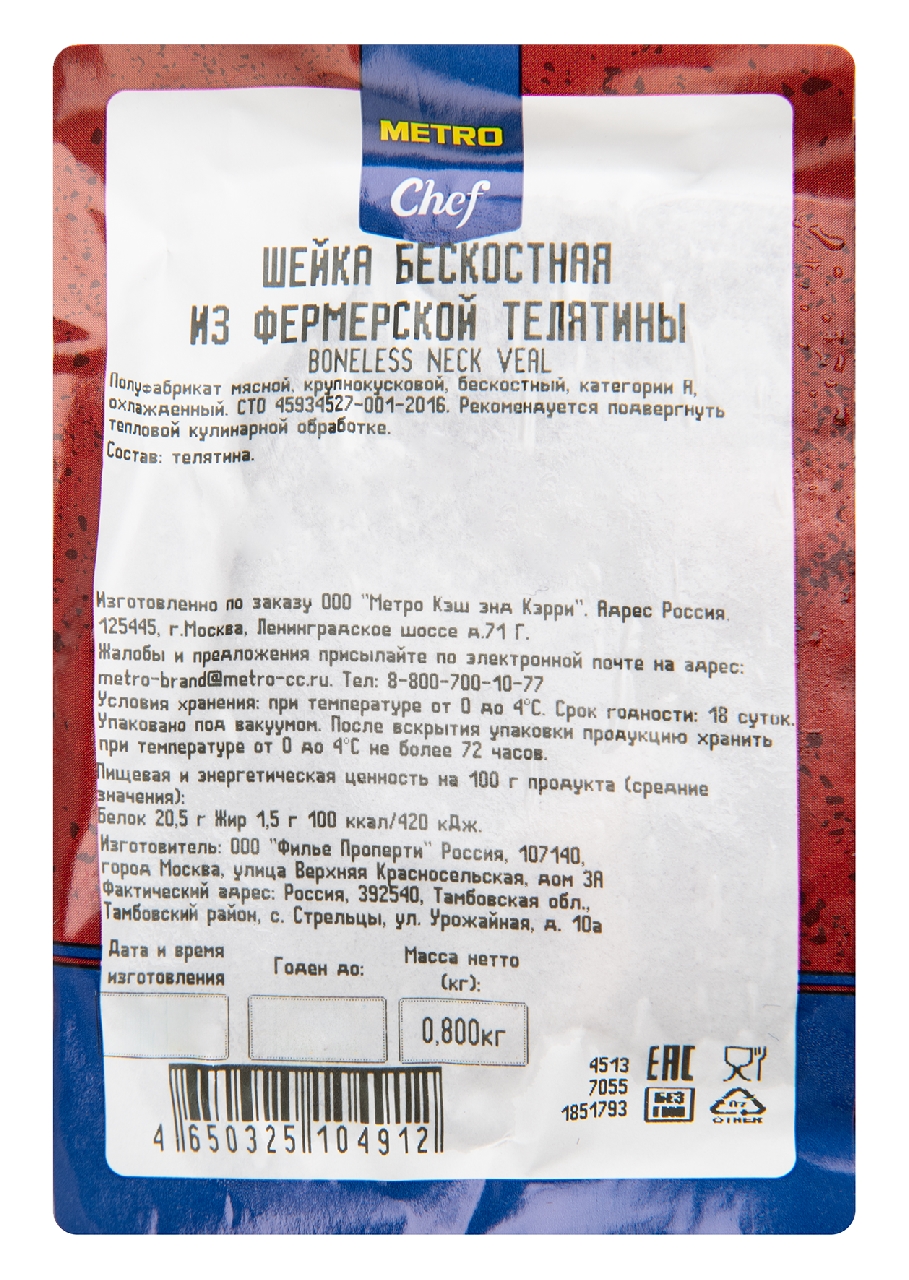 METRO
Chef
ШЕЙКА БЕСКОСТНАЯ
ИЗ ФЕРМЕРСКОЙ ТЕЛЯТИНЫ
BONELESS NECK VEAL
Полуфабрикат мясной, крупнокусковой, бескостный, категории А,
охлажденный. СТО 45934527-001-2016. Рекомендуется подвергнуть
тепловой кулинарной обработке.
Состав: телятина.
Изготовленно по заказу ООО "Метро Кэш энд Кэрри". Адрес Россия,
125445, г.Москва, Ленинградское шоссе д.71 Г.
Жалобы и предложения присылайте по электронной почте на адрес:
metro-brand@metro-cc.ru. Тел: 8-800-700-10-77
Условия хранения: при температуре от 0 до 4°С. Срок годности: 18 суток.
Упаковано под вакуумом. После вскрытия упаковки продукцию хранить
при температуре от 0 до 4°С не более 72 часов.
Пищевая и энергетическая ценность на 100 г продукта (средние
значения):
Белок 20,5 г Жир 1,5 г 100 ккал/420 кДж.
Изготовитель: ООО "Филье Проперти" Россия, 107140,
город Москва, улица Верхняя Красносельская, дом 3А
Фактический адрес: Россия, 392540, Тамбовская обл.,
Тамбовский район, с. Стрельцы, ул. Урожайная, д. 10а
Дата и время
изготовления
Годен до:
Масса нетто
(кг):
0,800кг
4513
7055
1851793
EAC
БЕЗ
ГМО
07
OTHER
4 650325 104912